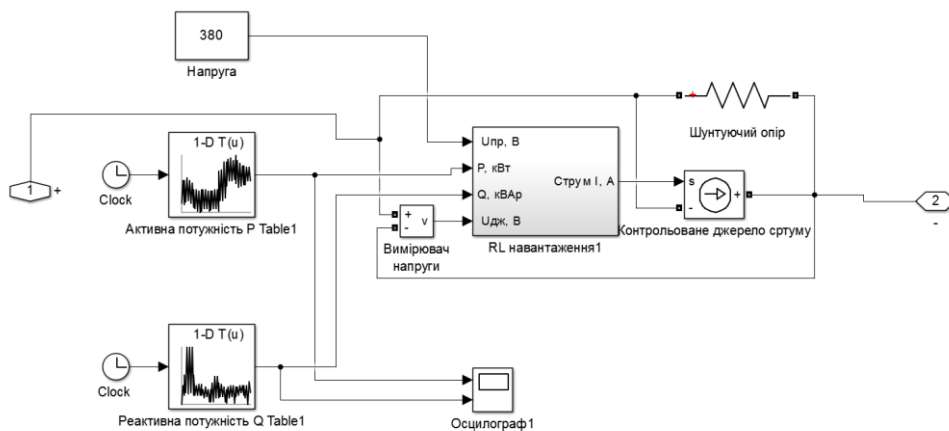 380
Напруга
1-D T(u)
Clock
Активна потужність P Table1
1
+
Uпр, В
P, кВт
Q, кВАр
Uдж, В
Струм I, А
RL навантаження1
+
-
v
Вимірювач
напруги
Шунтуючий опір
s
-
+
Контрольоване джерело сртуму
2
-
1-D T(u)
Clock
Реактивна потужність Q Table1
Осцилограф1